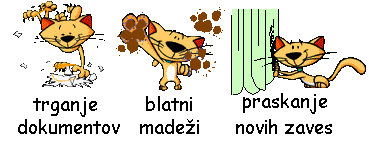 trganje
dokumentov
blatni
madeži
praskanje
novih zaves